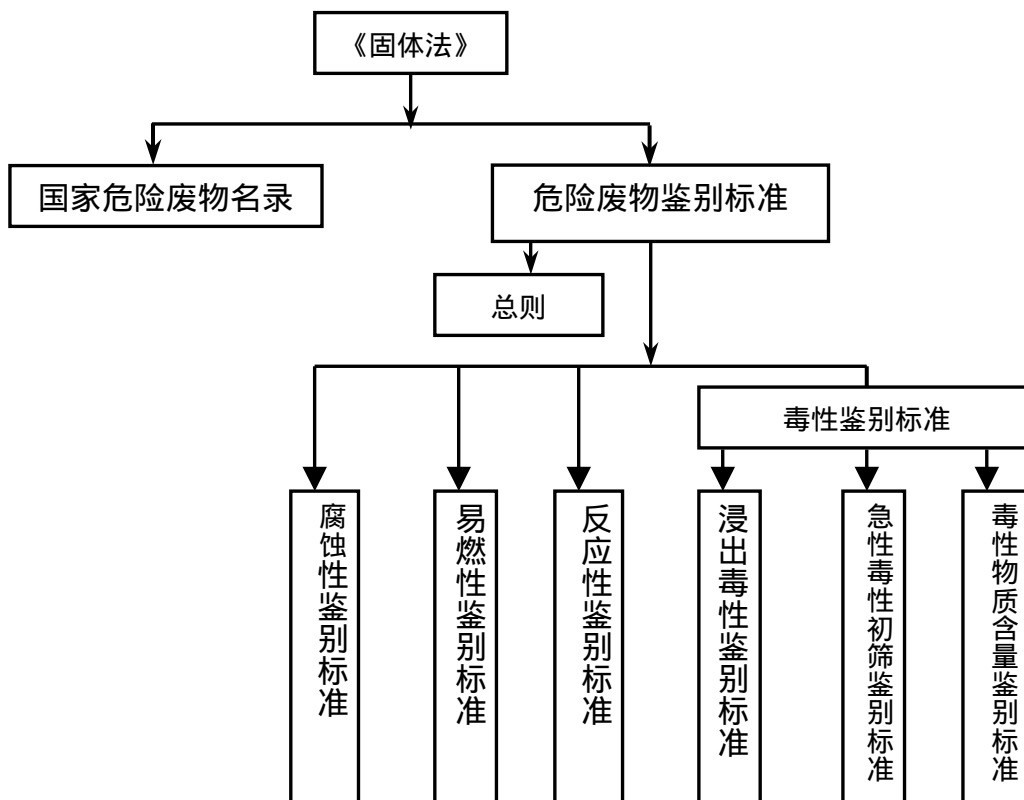 《固体法》
国家危险废物名录
危险废物鉴别标准
总则
毒性鉴别标准
腐蚀性鉴别标准
易燃性鉴别标准
反应性鉴别标准
浸出毒性鉴别标准
急性毒性初筛鉴别标准
毒性物质含量鉴别标准